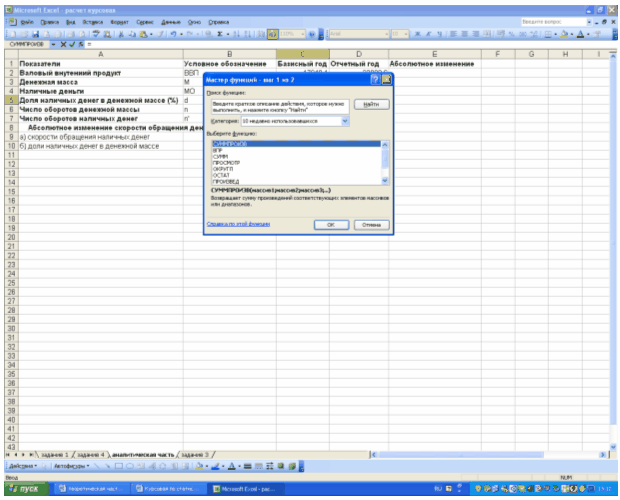 Microsoft Excel - расчет курсовая
Файл Правка Вид Вставка Формат Сервис Данные Окно Справка Введите вопрос
Arial
СУММПРОИЗВ =
A B C D E F G H I
1 Показатели Условное обозначение Базисный год Отчетный год Абсолютное изменение
2 Валовый внутенний продукт ВВП
3 Денежная масса М
4 Наличные деньги МО
5 Доля наличных денег в денежной массе (%) d
6 Число оборотов денежной массы n
7 Число оборотов наличных денег n'
8 Абсолютное изменение скорости обращения ден
9 а) скорости обращения наличных денег
10 б) доли наличных денег в денежной массе
11
12
13
14
15
16
17
18
19
20
21
22
23
24
25
26
27
28
29
30
31
32
33
34
35
36
37
38
39
40
41
42
43
Мастер функций - шаг 1 из 2
Поиск функции:
Введите краткое описание действия, которое нужно выполнить, и нажмите кнопку "Найти"
Найти
Категория: 10 недавно использовавшихся
Выберите функцию:
СУММПРОИЗВ
ВПР
СУММ
ПРОСМОТР
ОКРУГЛ
ОСТАТ
ПРОИЗВЕД
СУММПРОИЗВ(массив1;массив2;массив3;...)
Возвращает сумму произведений соответствующих элементов массивов или диапазонов.
Справка по этой функции
ОК Отмена
задание 1 задание 4 аналитическая часть задание 3
Действия Автофигуры
Ввод NUM
пуск Теоретическая част... Курсовая по стати... Microsoft Excel - рас... RU